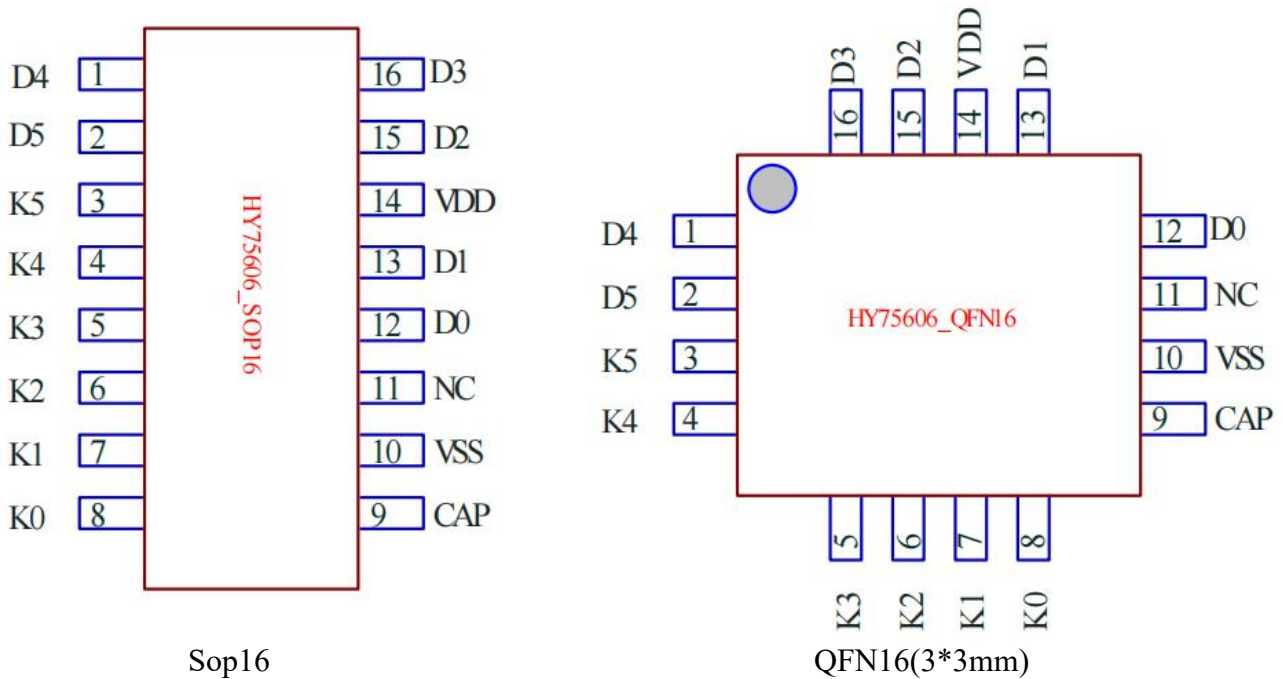 D4 1 16 D3
D5 2 15 D2
K5 3 14 VDD
K4 4 13 D1
K3 5 12 D0
K2 6 11 NC
K1 7 10 VSS
K0 8 9 CAP
HY75606_SOP16
Sop16
D3 D2 VDD D1
16 15 14 13
D4 1 12 D0
D5 2 11 NC
K5 3 10 VSS
K4 4 9 CAP
HY75606_QFN16
5 6 7 8
K3 K2 K1 K0
QFN16(3*3mm)